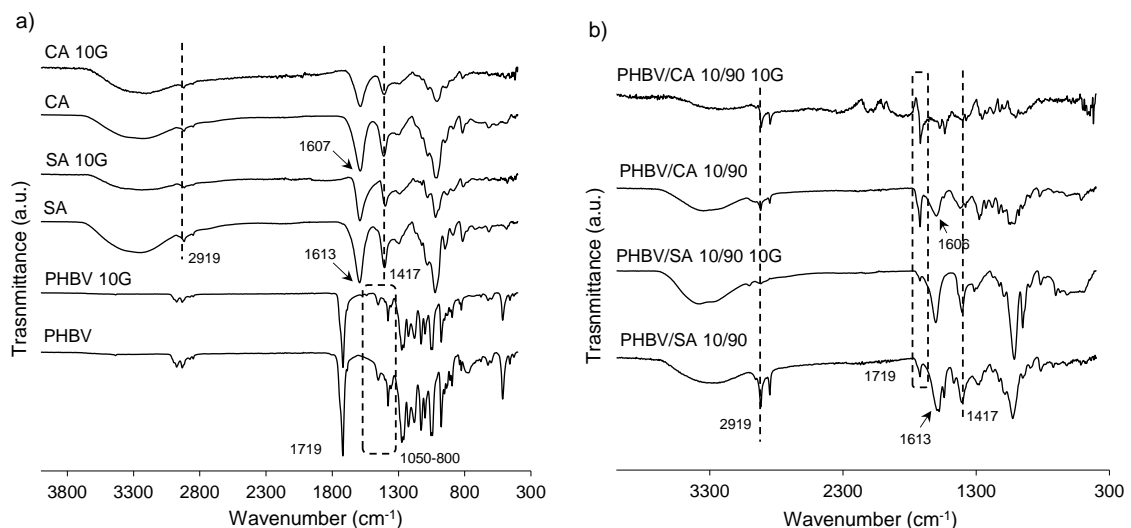 a)
CA 10G
CA
1607
SA 10G
SA
2919
1613
1417
PHBV 10G
PHBV
1719
1050-800
3800 3300 2800 2300 1800 1300 800 300
Wavenumber (cm-1)
Trasnmittance (a.u.)
b)
PHBV/CA 10/90 10G
PHBV/CA 10/90
1606
PHBV/SA 10/90 10G
PHBV/SA 10/90
1719
2919
1613
1417
3300 2300 1300 300
Wavenumber (cm-1)
Trasnmittance (a.u.)